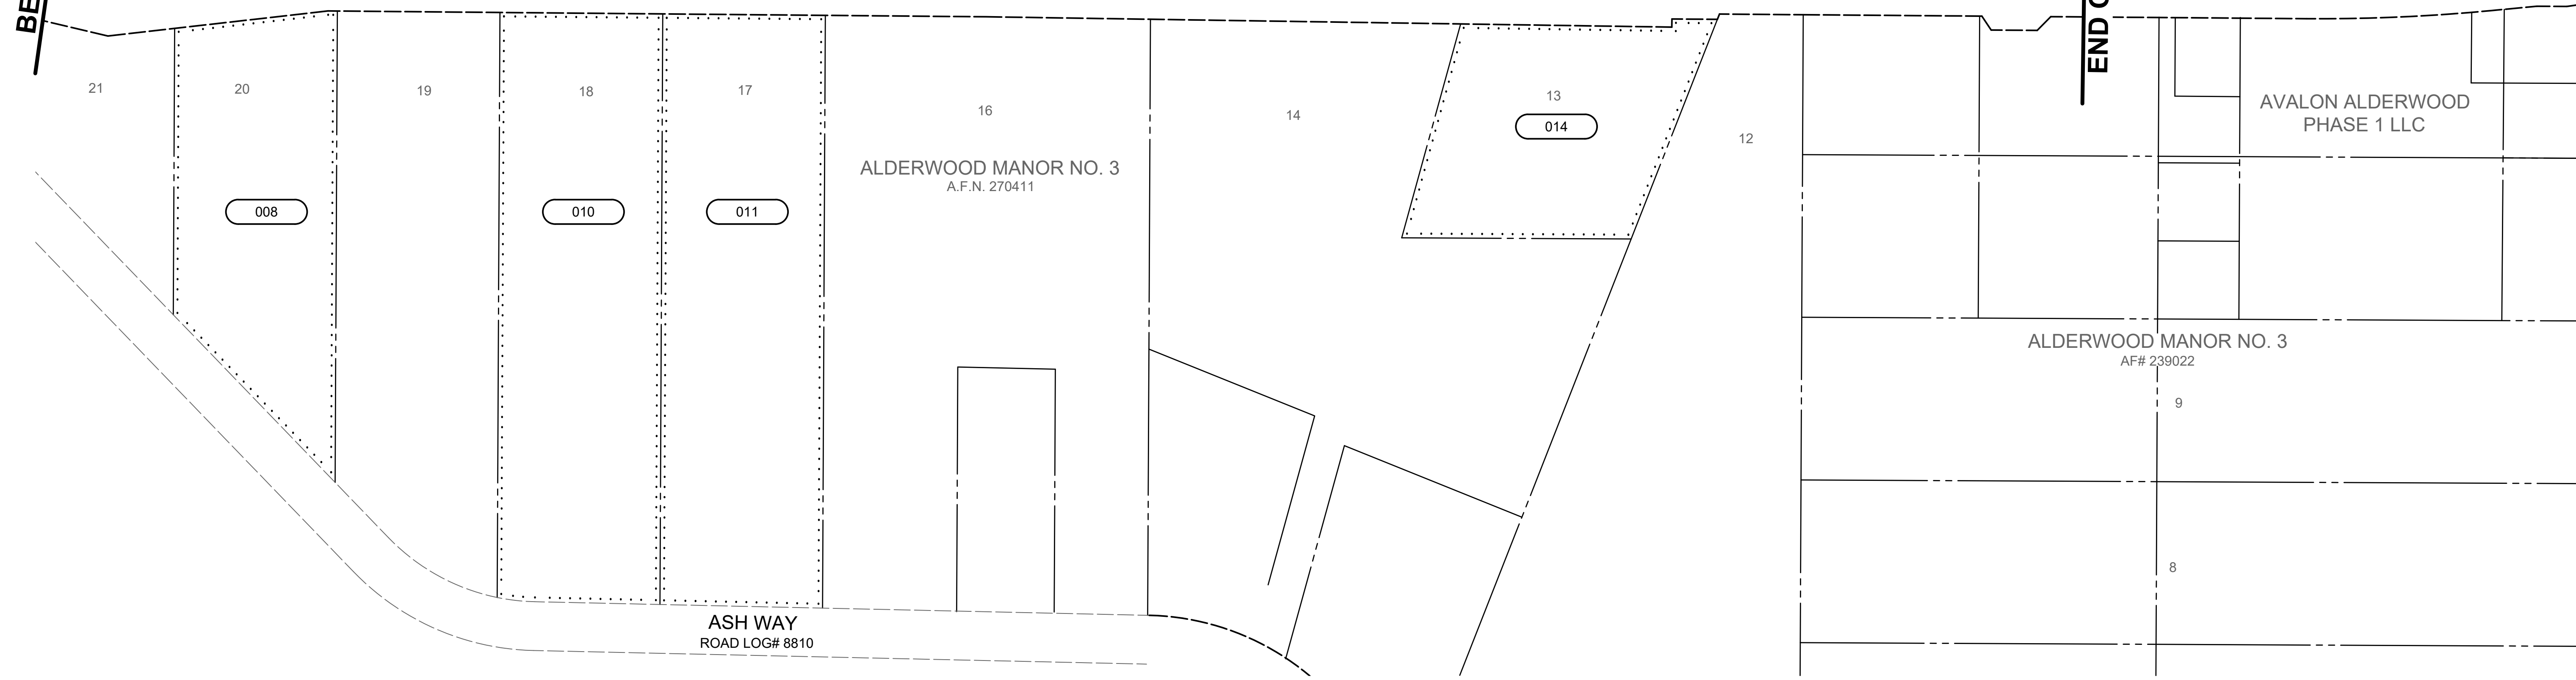 BE
END
21
20
19
18
17
16
14
13
12
014
AVALON ALDERWOOD
PHASE 1 LLC
ALDERWOOD MANOR NO. 3
A.F.N. 270411
008
010
011
ALDERWOOD MANOR NO. 3
AF# 239022
9
8
ASH WAY
ROAD LOG# 8810